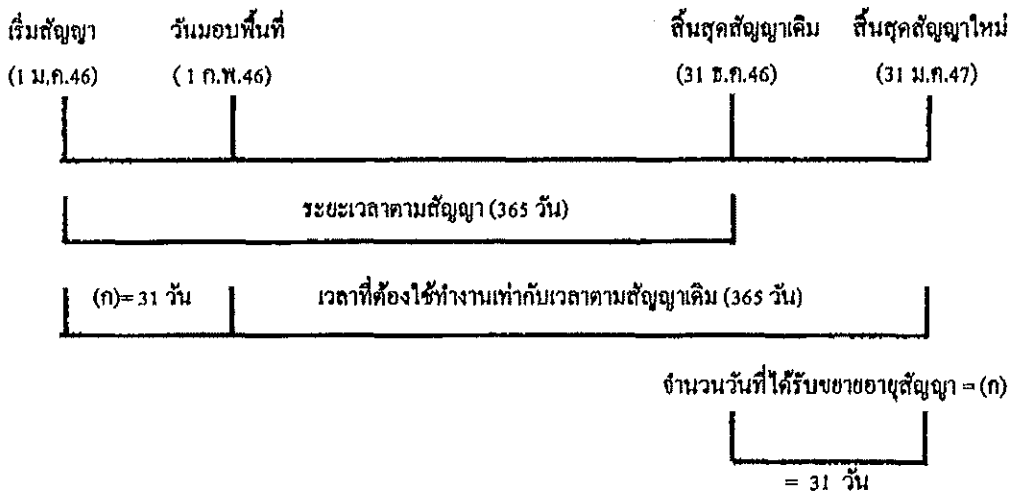 เริ่มสัญญา วันมอบพื้นที่ สิ้นสุดสัญญาเดิม สิ้นสุดสัญญาใหม่
(1 ม.ค.46) ( 1 ก.พ.46) (31 ธ.ค.46) (31 ม.ค.47)
ระยะเวลาตามสัญญา (365 วัน)
(ก)= 31 วัน เวลาที่ต้องใช้ทำงานเท่ากับเวลาตามสัญญาเดิม (365 วัน)
จำนวนวันที่ได้รับขยายอายุสัญญา = (ก)
= 31 วัน